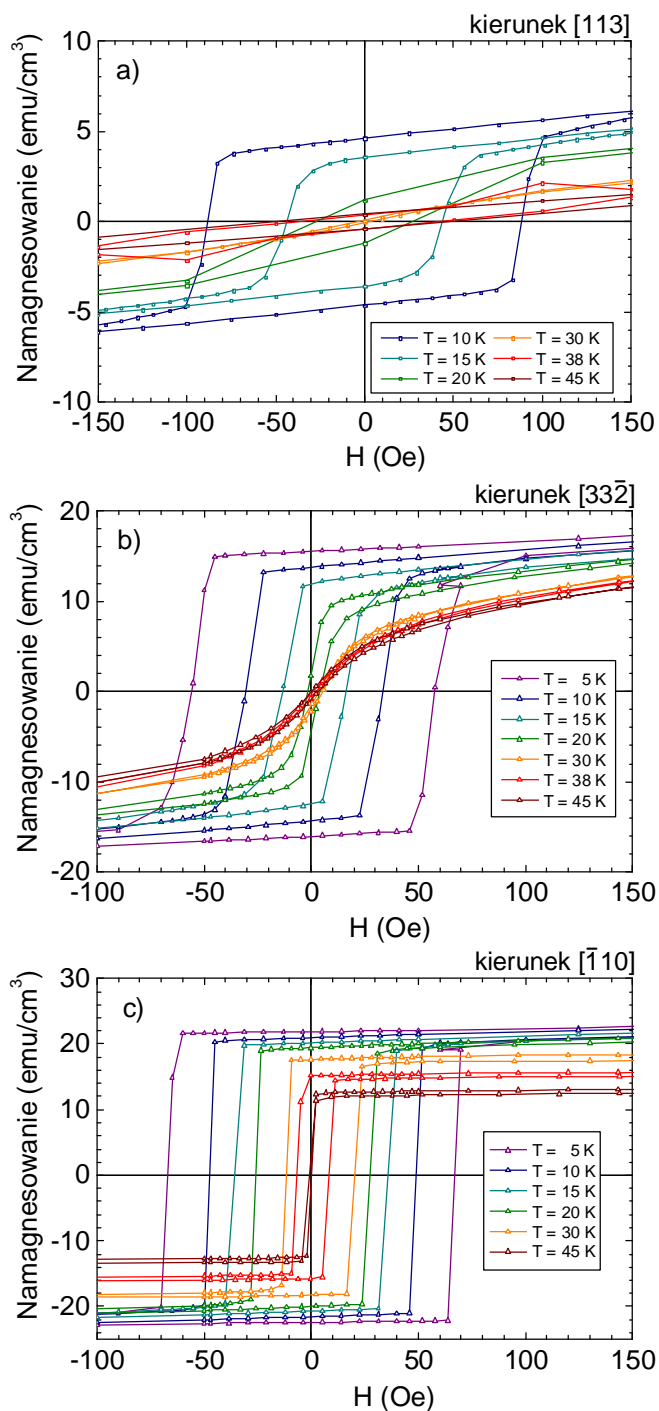 kierunek [113]
a)
Namagnesowanie (emu/cm³)
10
5
0
-5
-10
T = 10 K T = 30 K
T = 15 K T = 38 K
T = 20 K T = 45 K
-150 -100 -50 0 50 100 150
H (Oe)
kierunek [332̄]
b)
Namagnesowanie (emu/cm³)
20
10
0
-10
-20
T = 5 K
T = 10 K
T = 15 K
T = 20 K
T = 30 K
T = 38 K
T = 45 K
-100 -50 0 50 100 150
H (Oe)
kierunek [1̄10]
c)
Namagnesowanie (emu/cm³)
30
20
10
0
-10
-20
T = 5 K
T = 10 K
T = 15 K
T = 20 K
T = 30 K
T = 45 K
-100 -50 0 50 100 150
H (Oe)